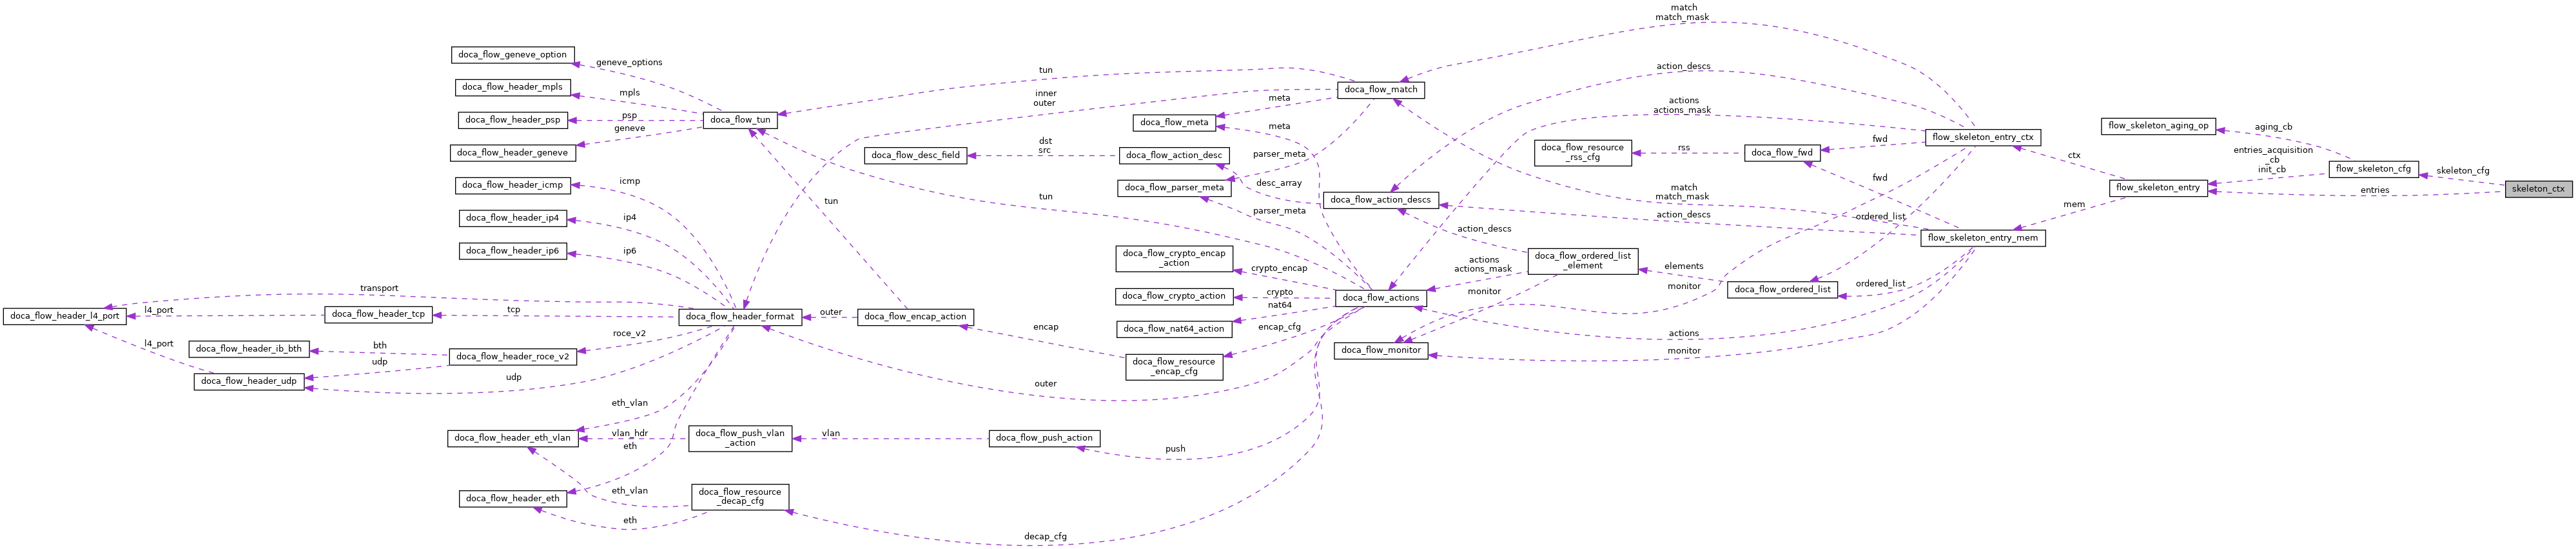 match
match_mask
doca_flow_geneve_option
geneve_options
tun
action_descs
doca_flow_header_mpls
mpls
doca_flow_match
inner
outer
meta
actions
actions_mask
doca_flow_header_psp
psp
doca_flow_tun
doca_flow_meta
meta
flow_skeleton_aging_op
aging_cb
geneve
fwd
flow_skeleton_entry_ctx
doca_flow_header_geneve
doca_flow_desc_field
dst
src
doca_flow_action_desc
parser_meta
doca_flow_resource
_rss_cfg
rss
doca_flow_fwd
ctx
entries_acquisition
_cb
init_cb
flow_skeleton_cfg
skeleton_cfg
doca_flow_header_icmp
icmp
doca_flow_parser_meta
desc_array
fwd
flow_skeleton_entry
entries
skeleton_ctx
tun
tun
doca_flow_action_descs
match
match_mask
mem
doca_flow_header_ip4
ip4
parser_meta
action_descs
ordered_list
action_descs
flow_skeleton_entry_mem
doca_flow_header_ip6
ip6
doca_flow_crypto_encap
_action
crypto_encap
actions
actions_mask
doca_flow_ordered_list
_element
elements
transport
doca_flow_crypto_action
crypto
doca_flow_actions
monitor
monitor
doca_flow_ordered_list
ordered_list
doca_flow_header_l4_port
l4_port
doca_flow_header_tcp
tcp
doca_flow_header_format
outer
doca_flow_encap_action
nat64
doca_flow_nat64_action
encap
encap_cfg
actions
roce_v2
l4_port
doca_flow_header_ib_bth
bth
doca_flow_header_roce_v2
doca_flow_resource
_encap_cfg
doca_flow_monitor
monitor
udp
doca_flow_header_udp
udp
outer
eth_vlan
doca_flow_header_eth_vlan
vlan_hdr
eth
doca_flow_push_vlan
_action
vlan
doca_flow_push_action
push
doca_flow_header_eth
eth_vlan
doca_flow_resource
_decap_cfg
eth
decap_cfg